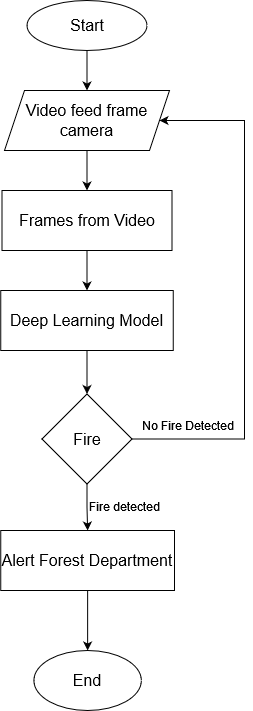 Start
Video feed frame
camera
Frames from Video
Deep Learning Model
Fire
No Fire Detected
Fire detected
Alert Forest Department
End